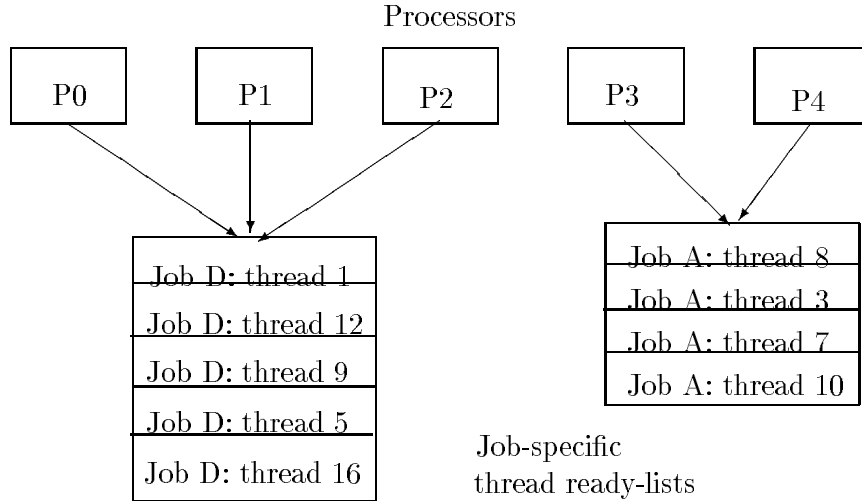 Processors
P0
P1
P2
P3
P4
Job D: thread 1
Job D: thread 12
Job D: thread 9
Job D: thread 5
Job D: thread 16
Job A: thread 8
Job A: thread 3
Job A: thread 7
Job A: thread 10
Job-specific
thread ready-lists